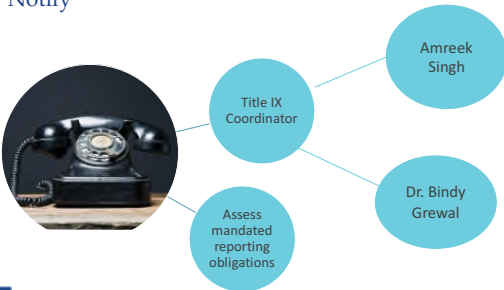 Notify
Title IX
Coordinator
Amreek
Singh
Dr. Bindy
Grewal
Assess
mandated
reporting
obligations